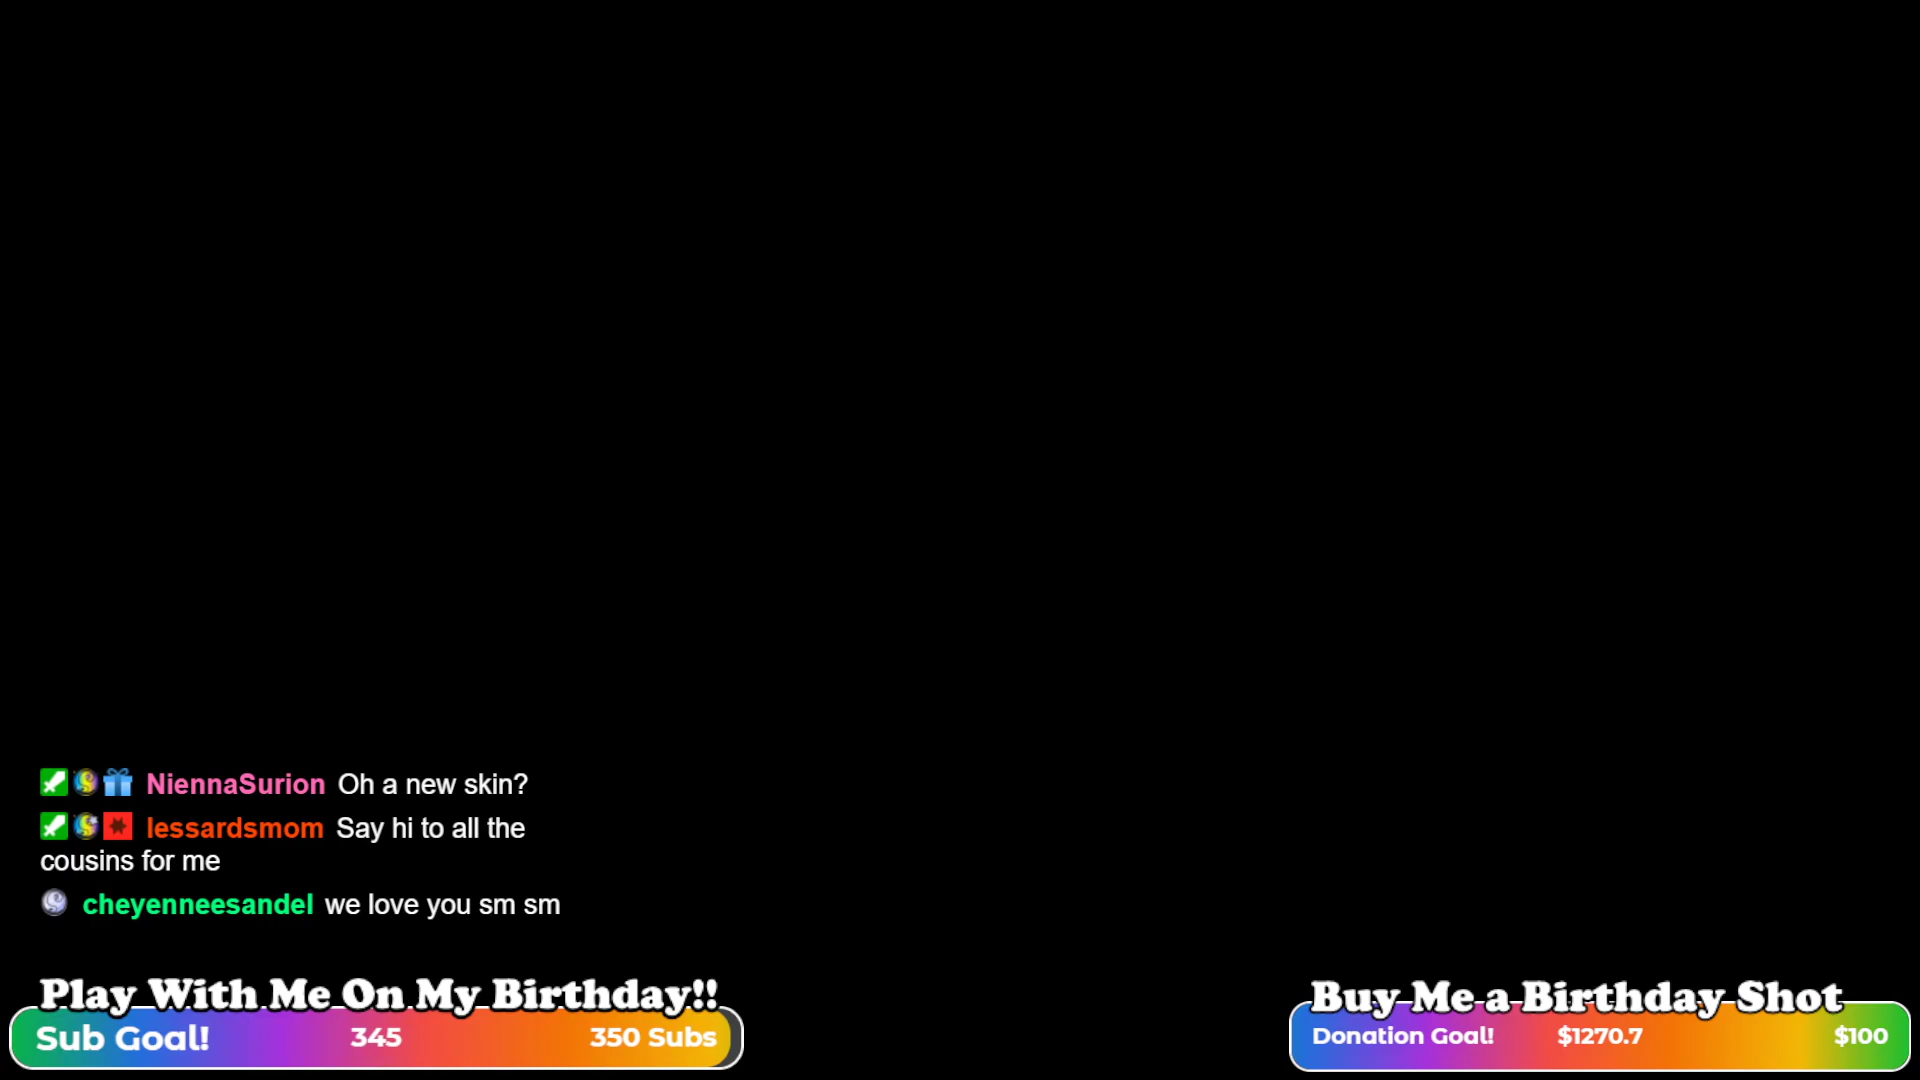 NiennaSurion Oh a new skin?
lessardsmom Say hi to all the
cousins for me
cheyenneesandel we love you sm sm
Play With Me On My Birthday!!
Sub Goal! 345 350 Subs
Buy Me a Birthday Shot
Donation Goal! $1270.7 $100